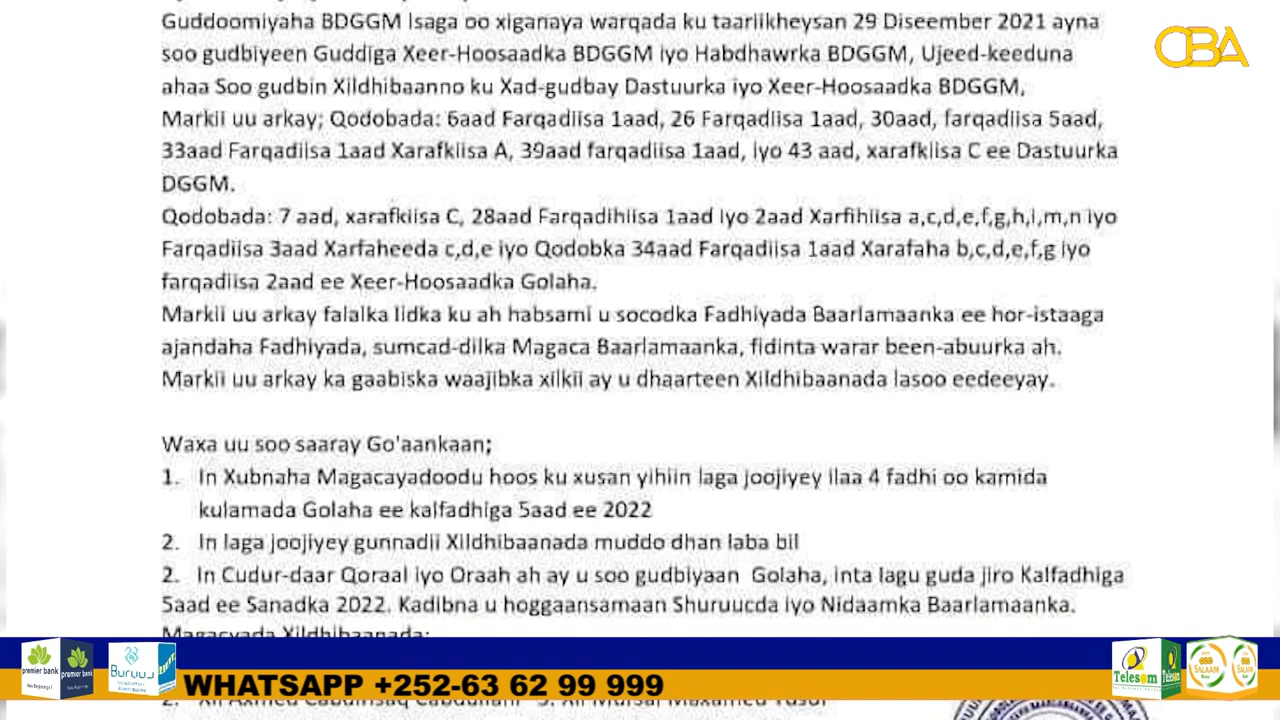 Guddoomiyaha BDGGM Isaga oo xiganaya warqada ku taariikheysan 29 Diseember 2021 ayna
soo gudbiyeen Guddiga Xeer-Hoosaadka BDGGM iyo Habdhawrka BDGGM, Ujeed-keeduna
ahaa Soo gudbin Xildhibaanno ku Xad-gudbay Dastuurka iyo Xeer-Hoosaadka BDGGM,
Markii uu arkay; Qodobada: 6aad Farqadiisa 1aad, 26 Farqadiisa 1aad, 30aad, farqadiisa 5aad,
33aad Farqadiisa 1aad Xarafkiisa A, 39aad farqadiisa 1aad, iyo 43 aad, xarafkiisa C ee Dastuurka
DGGM.
Qodobada: 7 aad, xarafkiisa C, 28aad Farqadihiisa 1aad iyo 2aad Xarfihiisa a,c,d,e,f,g,h,i,m,n iyo
Farqadiisa 3aad Xarfaheeda c,d,e iyo Qodobka 34aad Farqadiisa 1aad Xarafaha b,c,d,e,f,g iyo
farqadiisa 2aad ee Xeer-Hoosaadka Golaha.
Markii uu arkay falalka lidka ku ah habsami u socodka Fadhiyada Baarlamaanka ee hor-istaaga
ajandaha Fadhiyada, sumcad-dilka Magaca Baarlamaanka, fidinta warar been-abuurka ah.
Markii uu arkay ka gaabiska waajibka xilkii ay u dhaarteen Xildhibaanada lasoo eedeeyay.
Waxa uu soo saaray Go'aankaan;
1. In Xubnaha Magacayadoodu hoos ku xusan yihiin laga joojiyey ilaa 4 fadhi oo kamida
kulamada Golaha ee kalfadhiga 5aad ee 2022
2. In laga joojiyey gunnadii Xildhibaanada muddo dhan laba bil
2. In Cudur-daar Qoraal iyo Oraah ah ay u soo gudbiyaan Golaha, inta lagu guda jiro Kalfadhiga
5aad ee Sanadka 2022. Kadibna u hoggaansamaan Shuruucda iyo Nidaamka Baarlamaanka.
Magacyada Xildhibaanada:
OBA
premier bank
premier bank
Buruuj
WHATSAPP +252-63 62 99 999
Telesom
SALAAM